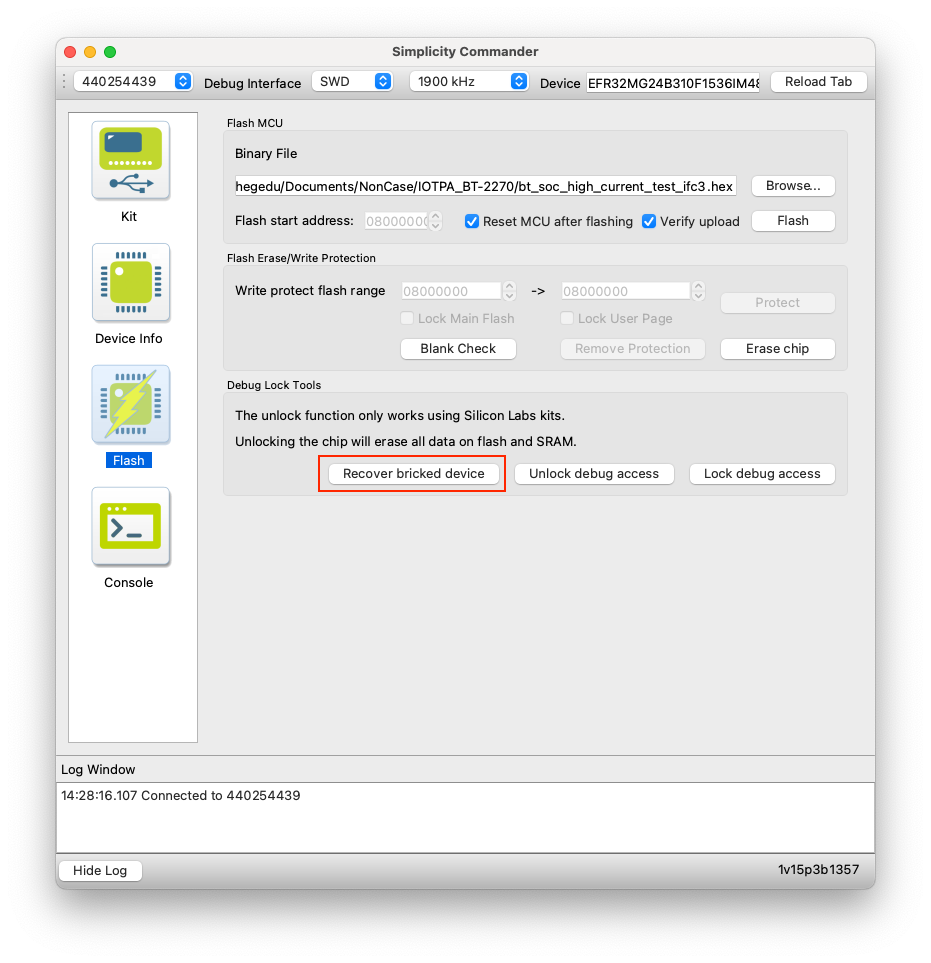 Simplicity Commander
440254439 Debug Interface SWD 1900 kHz Device EFR32MG24B310F1536IM48 Reload Tab
Kit
Device Info
Flash
Console
Flash MCU
Binary File
hegedu/Documents/NonCase/IOTPA_BT-2270/bt_soc_high_current_test_ifc3.hex Browse...
Flash start address: 08000000 Reset MCU after flashing Verify upload Flash
Flash Erase/Write Protection
Write protect flash range 08000000 -> 08000000 Protect
Lock Main Flash Lock User Page
Blank Check Remove Protection Erase chip
Debug Lock Tools
The unlock function only works using Silicon Labs kits.
Unlocking the chip will erase all data on flash and SRAM.
Recover bricked device Unlock debug access Lock debug access
Log Window
14:28:16.107 Connected to 440254439
Hide Log 1v15p3b1357